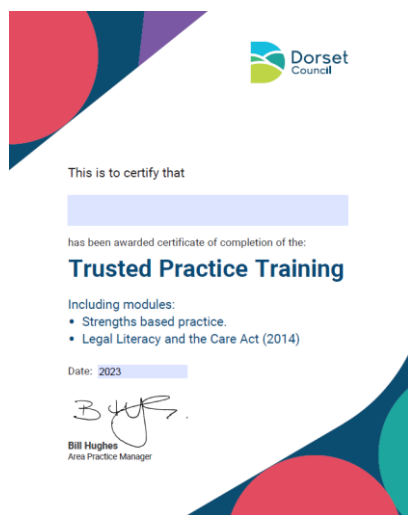 Dorset
Council
This is to certify that
has been awarded certificate of completion of the:
Trusted Practice Training
Including modules:
• Strengths based practice.
• Legal Literacy and the Care Act (2014)
Date: 2023
Bill Hughes
Area Practice Manager